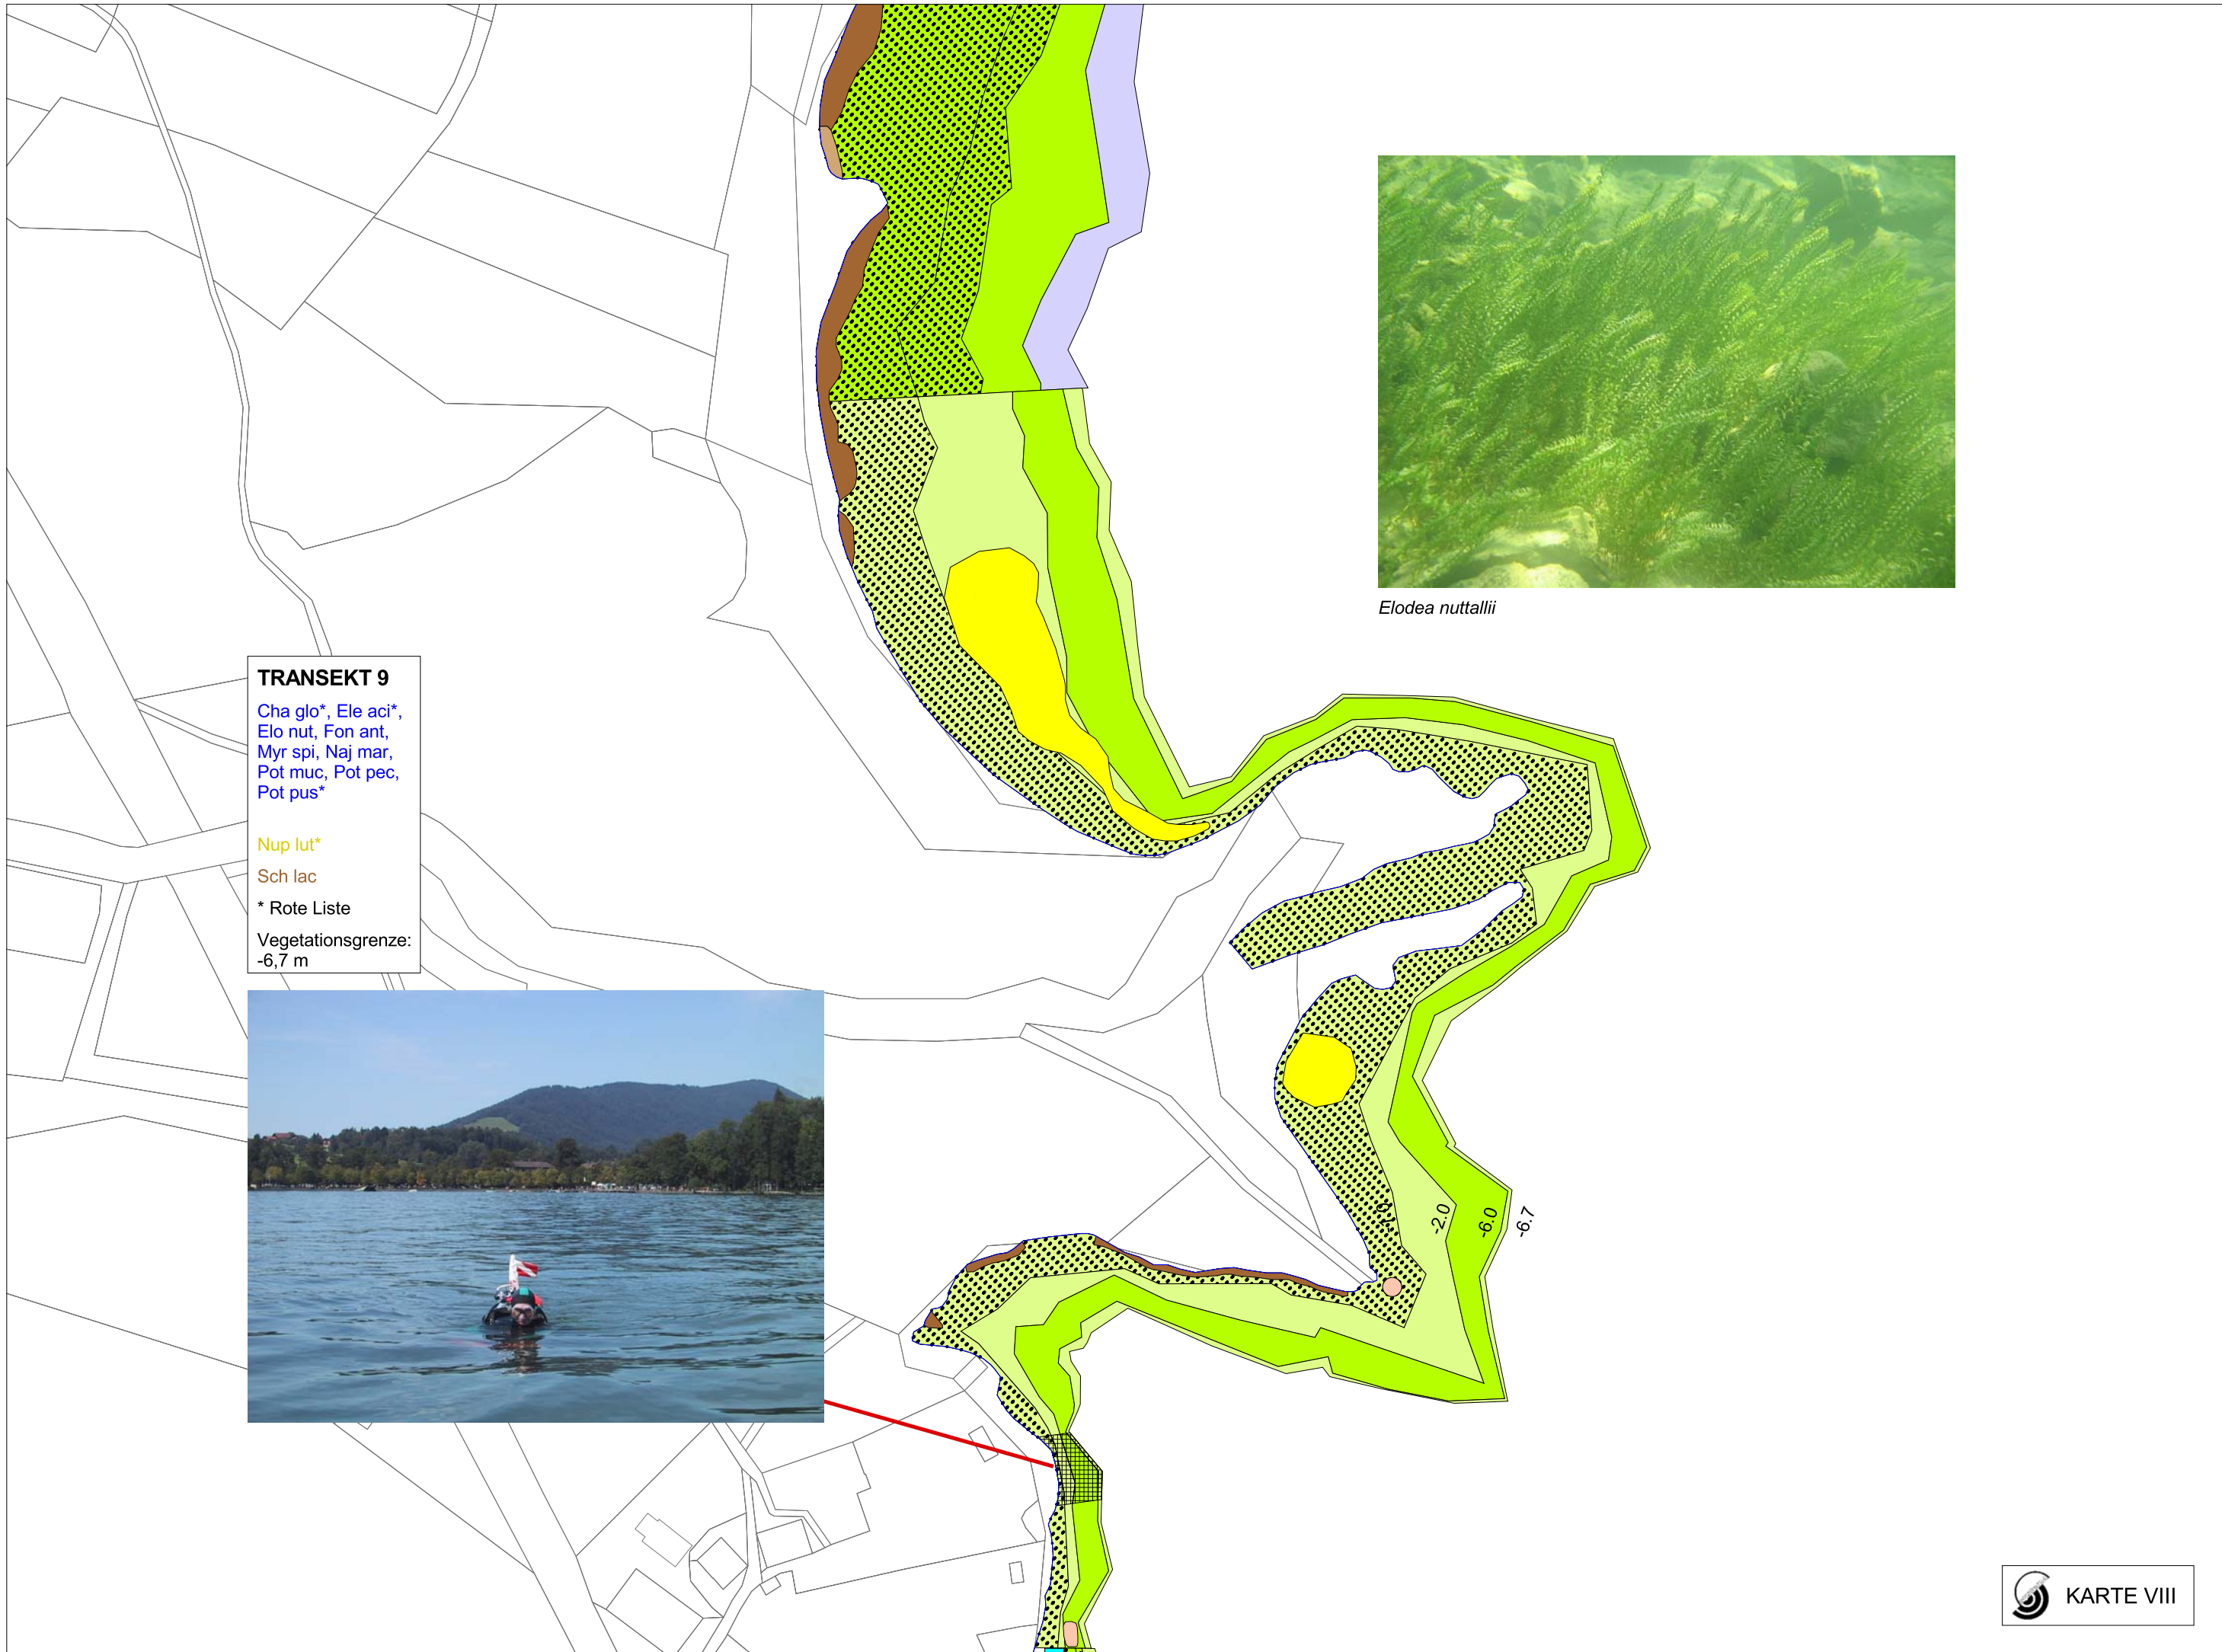 Elodea nuttallii
TRANSEKT 9
Cha glo*, Ele aci*,
Elo nut, Fon ant,
Myr spi, Naj mar,
Pot muc, Pot pec,
Pot pus*
Nup lut*
Sch lac
* Rote Liste
Vegetationsgrenze:
-6,7 m
-2.0
-6.0
-6.7
KARTE VIII